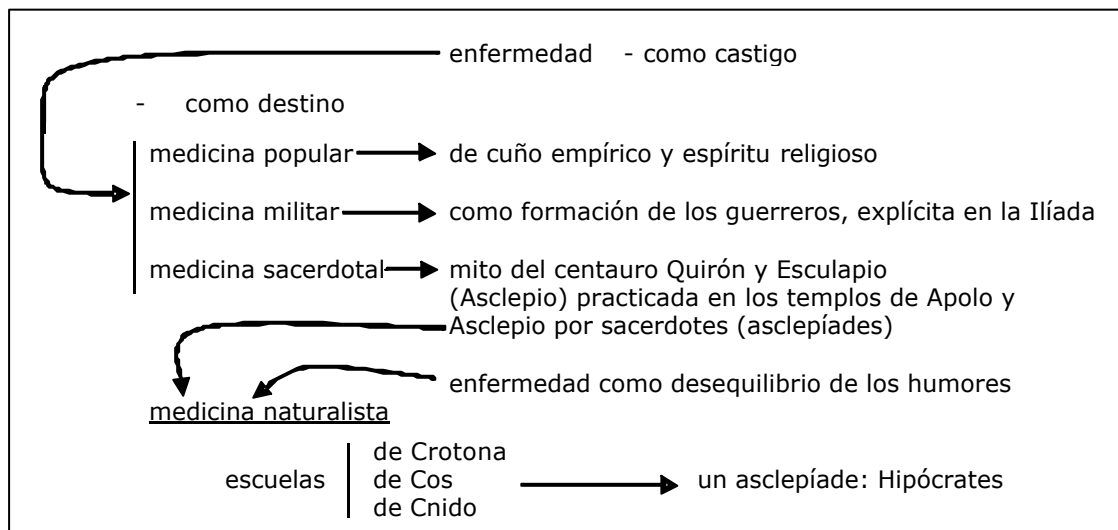 enfermedad - como castigo
- como destino
medicina popular de cuño empírico y espíritu religioso
medicina militar como formación de los guerreros, explícita en la Ilíada
medicina sacerdotal mito del centauro Quirón y Esculapio
(Asclepio) practicada en los templos de Apolo y
Asclepio por sacerdotes (asclepíades)
enfermedad como desequilibrio de los humores
medicina naturalista
de Crotona
escuelas de Cos un asclepíade: Hipócrates
de Cnido